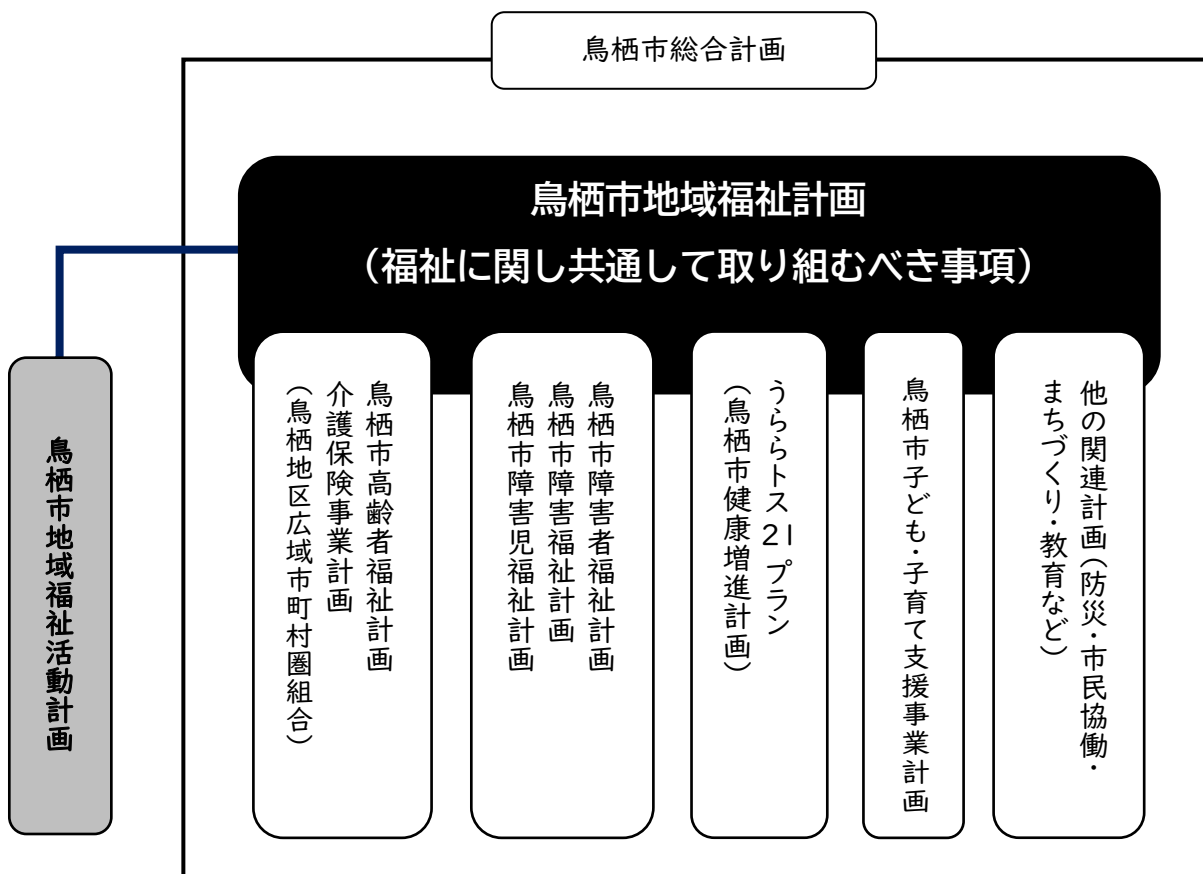 鳥栖市総合計画
鳥栖市地域福祉計画
（福祉に関し共通して取り組むべき事項）
他の関連計画（防災・市民協働・
まちづくり・教育など）
鳥栖市子ども・子育て支援事業計画
うららトス21プラン
（鳥栖市健康増進計画）
鳥栖市障害者福祉計画
鳥栖市障害福祉計画
鳥栖市障害児福祉計画
鳥栖市高齢者福祉計画
介護保険事業計画
（鳥栖地区広域市町村圏組合）
鳥栖市地域福祉活動計画